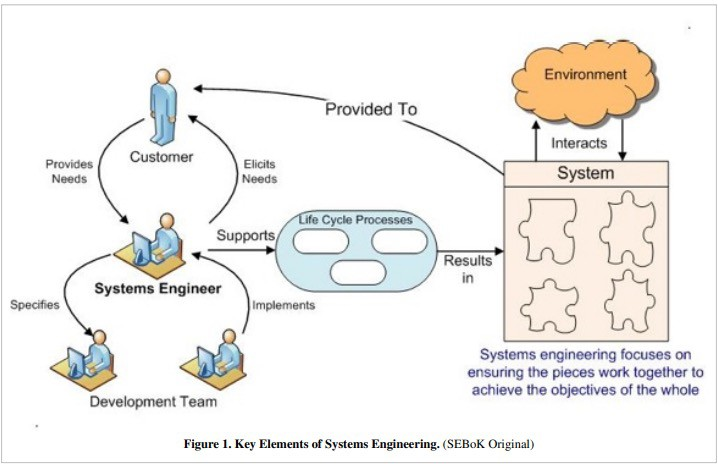 Environment
Provided To
Customer
Interacts
Provides
Needs
Elicits
Needs
System
Life Cycle Processes
Supports
Results
in
Systems Engineer
Specifies
Implements
Development Team
Systems engineering focuses on
ensuring the pieces work together to
achieve the objectives of the whole
Figure 1. Key Elements of Systems Engineering. (SEBoK Original)